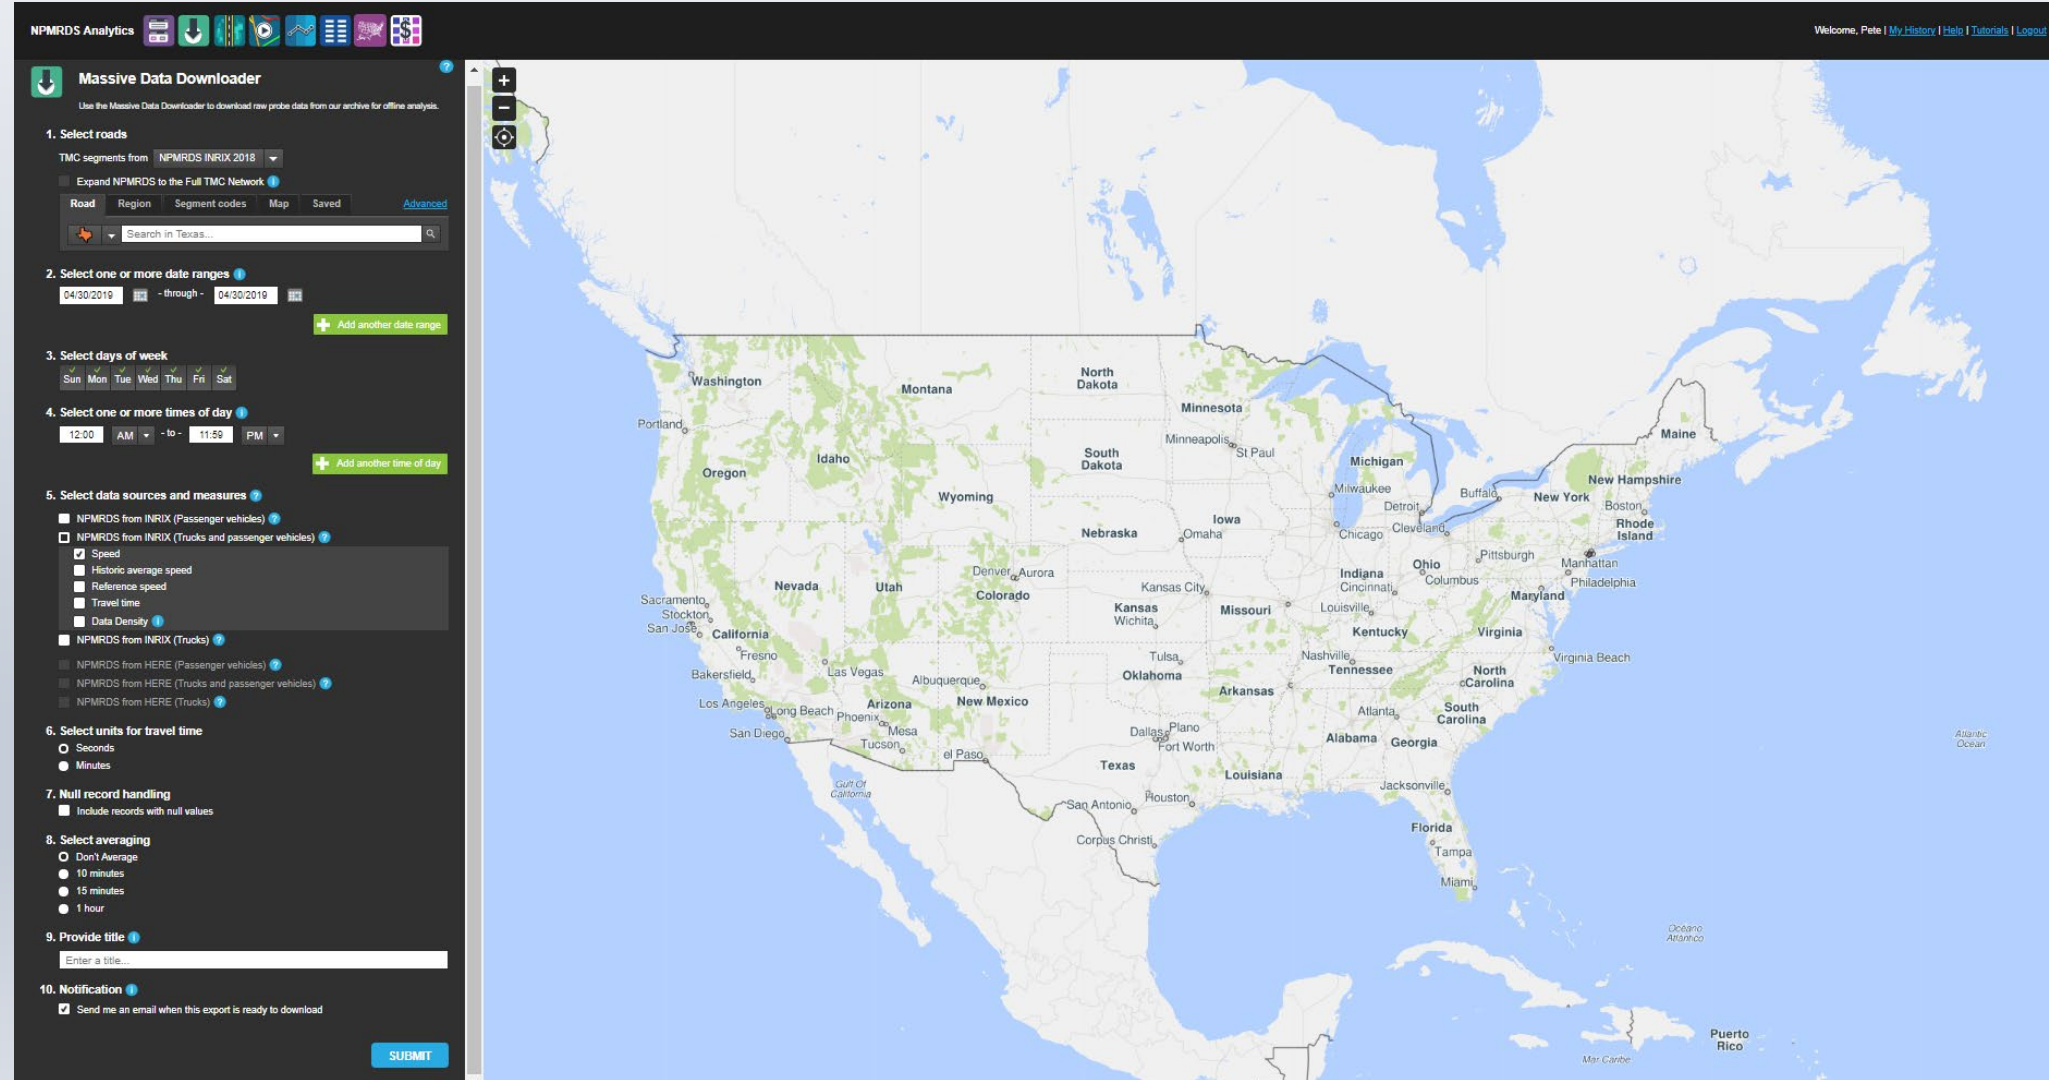 NPMRDS Analytics
Welcome, Pete | My History | Help | Tutorials | Logout
Massive Data Downloader
Use the Massive Data Downloader to download raw probe data from our archive for offline analysis.
1. Select roads
TMC segments from NPMRDS INRIX 2018
Expand NPMRDS to the Full TMC Network
Road Region Segment codes Map Saved Advanced
Search in Texas...
2. Select one or more date ranges
04/30/2019 - through - 04/30/2019
Add another date range
3. Select days of week
Sun Mon Tue Wed Thu Fri Sat
4. Select one or more times of day
12:00 AM - to - 11:59 PM
Add another time of day
5. Select data sources and measures
NPMRDS from INRIX (Passenger vehicles)
NPMRDS from INRIX (Trucks and passenger vehicles)
Speed
Historic average speed
Reference speed
Travel time
Data Density
NPMRDS from INRIX (Trucks)
NPMRDS from HERE (Passenger vehicles)
NPMRDS from HERE (Trucks and passenger vehicles)
NPMRDS from HERE (Trucks)
6. Select units for travel time
Seconds
Minutes
7. Null record handling
Include records with null values
8. Select averaging
Don't Average
10 minutes
15 minutes
1 hour
9. Provide title
Enter a title...
10. Notification
Send me an email when this export is ready to download
SUBMIT
Washington
Montana
North
Dakota
Minnesota
Portland
Minneapolis
St Paul
Maine
Oregon
Idaho
South
Dakota
Michigan
Wyoming
Milwaukee
Buffalo
New York
New Hampshire
Detroit
Boston
Rhode
Island
Nebraska
Iowa
Omaha
Chicago
Cleveland
Pittsburgh
Manhattan
Nevada
Utah
Denver
Aurora
Colorado
Kansas City
Indiana
Ohio
Cincinnati
Columbus
Philadelphia
Maryland
Sacramento
Stockton
San Jose
California
Kansas
Wichita
Missouri
Louisville
Kentucky
Virginia
Fresno
Las Vegas
Bakersfield
Albuquerque
Tulsa
Oklahoma
Nashville
Tennessee
North
Carolina
Virginia Beach
Arkansas
Los Angeles
Long Beach
Arizona
Phoenix
New Mexico
Atlanta
South
Carolina
San Diego
Mesa
Tucson
el Paso
Dallas
Plano
Fort Worth
Alabama
Georgia
Atlantic
Ocean
Texas
Louisiana
Gulf Of
California
Jacksonville
San Antonio
Houston
Florida
Corpus Christi
Tampa
Miami
Océano
Atlántico
Puerto
Rico
Mar Caribe